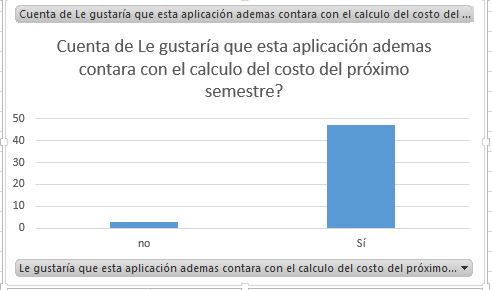 Cuenta de Le gustaría que esta aplicación ademas contara con el calculo del costo del ...
Cuenta de Le gustaría que esta aplicación ademas
contara con el calculo del costo del próximo
semestre?
50
40
30
20
10
0
no
Sí
Le gustaría que esta aplicación ademas contara con el calculo del costo del próximo...